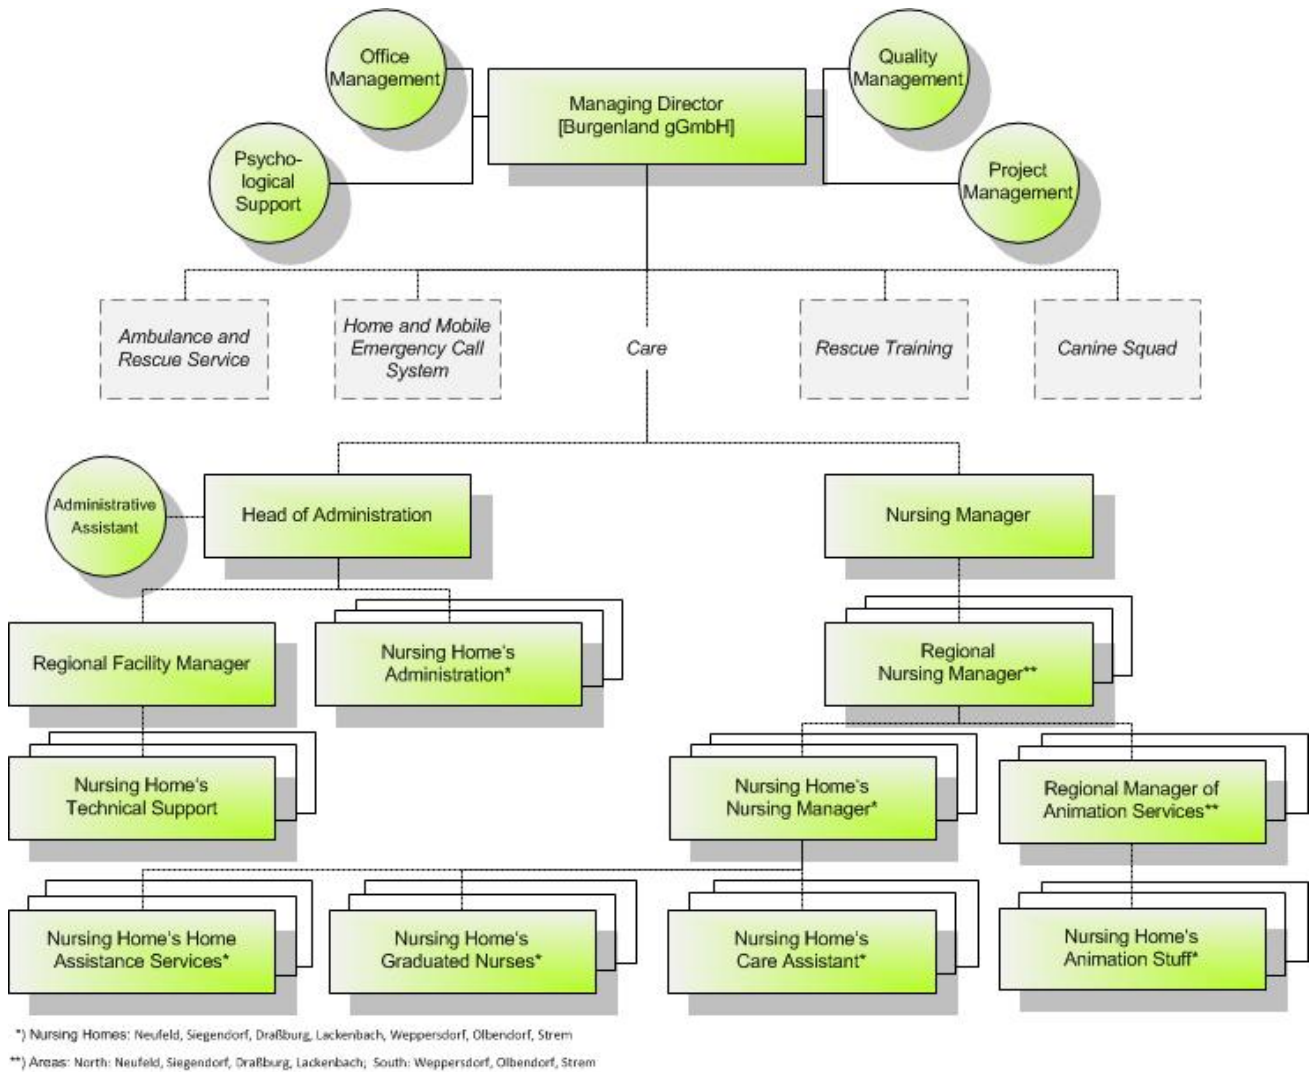 Office
Management
Quality
Management
Managing Director
[Burgenland gGmbH]
Psycho-
logical
Support
Project
Management
Ambulance and
Rescue Service
Home and Mobile
Emergency Call
System
Care
Rescue Training
Canine Squad
Administrative
Assistant
Head of Administration
Nursing Manager
Regional Facility Manager
Nursing Home's
Administration*
Regional
Nursing Manager**
Nursing Home's
Technical Support
Nursing Home's
Nursing Manager*
Regional Manager of
Animation Services**
Nursing Home's Home
Assistance Services*
Nursing Home's
Graduated Nurses*
Nursing Home's
Care Assistant*
Nursing Home's
Animation Stuff*
*) Nursing Homes: Neufeld, Siegendorf, Draßburg, Lackenbach, Weppersdorf, Olbendorf, Strem
**) Areas: North: Neufeld, Siegendorf, Draßburg, Lackenbach; South: Weppersdorf, Olbendorf, Strem